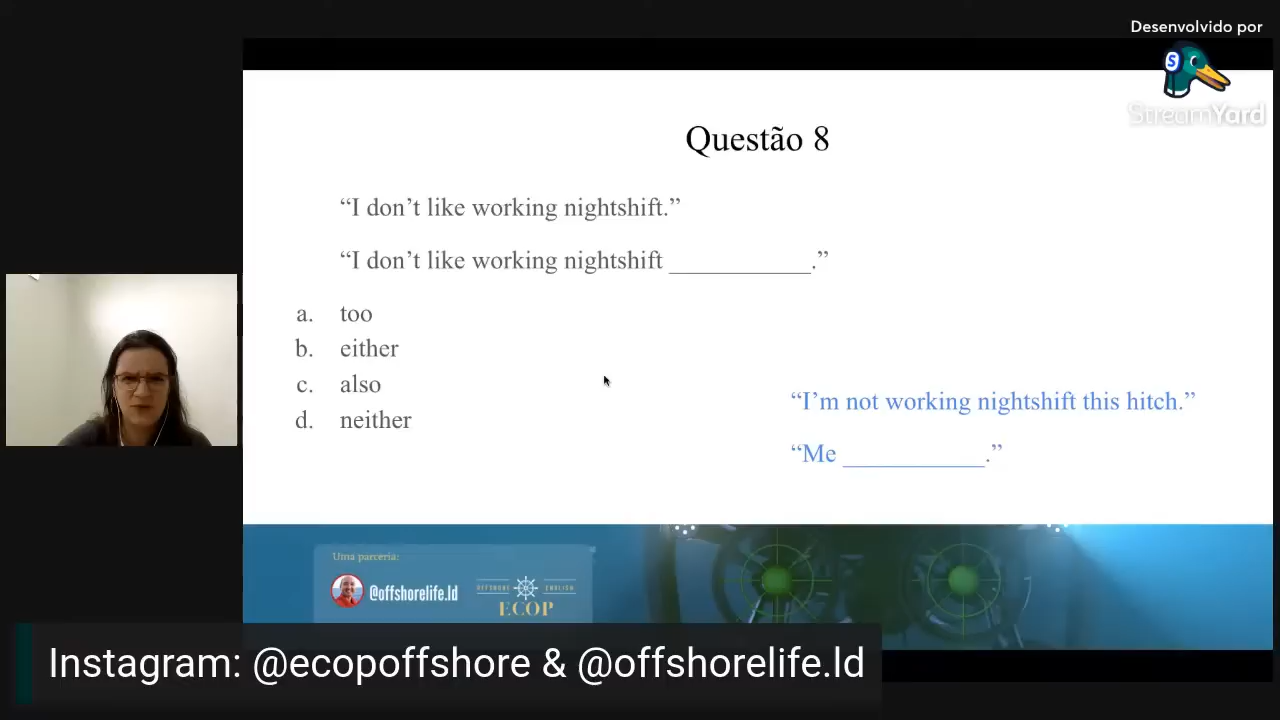 Desenvolvido por
StreamYard
Questão 8
“I don’t like working nightshift.”
“I don’t like working nightshift ___________.”
a. too
b. either
c. also
d. neither
“I’m not working nightshift this hitch.”
“Me ___________.”
Uma parceria:
@offshorelife.ld
OFFSHORE ENGLISH
ECOP
Instagram: @ecopoffshore & @offshorelife.ld